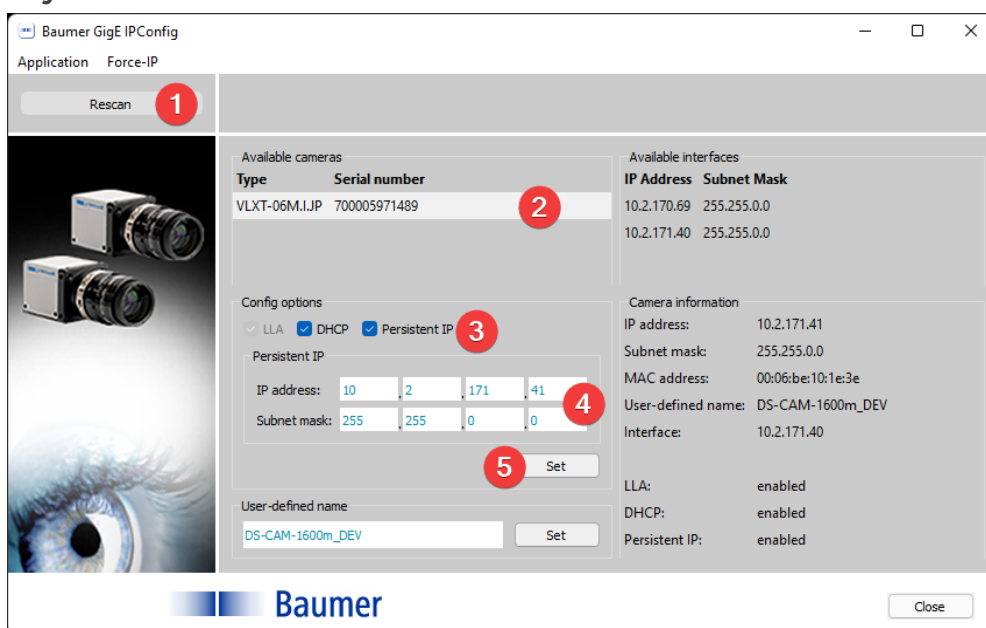 Baumer GigE IPConfig
Application Force-IP
Rescan 1
Available cameras
Type Serial number
VLXT-06M.I.JP 700005971489 2
Available interfaces
IP Address Subnet Mask
10.2.170.69 255.255.0.0
10.2.171.40 255.255.0.0
Config options
LLA DHCP Persistent IP 3
Persistent IP
IP address: 10 . 2 . 171 . 41
Subnet mask: 255 . 255 . 0 . 0
4
5 Set
User-defined name
DS-CAM-1600m_DEV Set
Camera information
IP address: 10.2.171.41
Subnet mask: 255.255.0.0
MAC address: 00:06:be:10:1e:3e
User-defined name: DS-CAM-1600m_DEV
Interface: 10.2.171.40
LLA: enabled
DHCP: enabled
Persistent IP: enabled
Baumer
Close